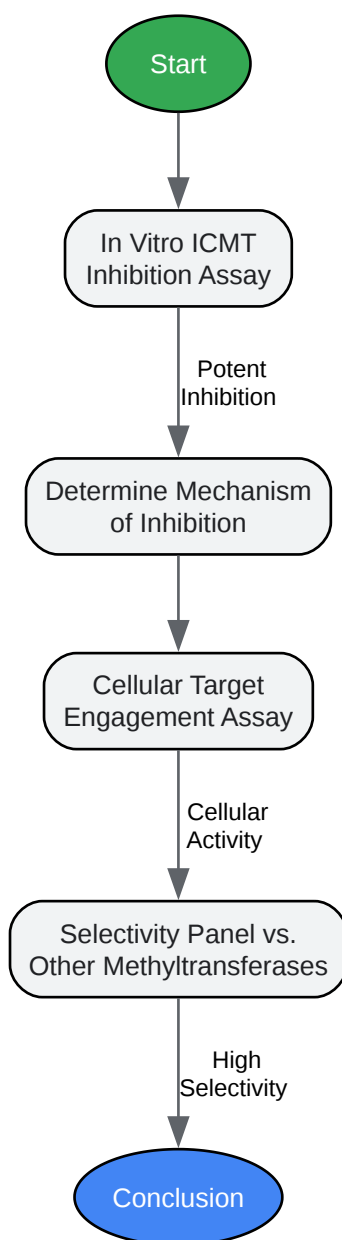 Start
In Vitro ICMT
Inhibition Assay
Potent
Inhibition
Determine Mechanism
of Inhibition
Cellular Target
Engagement Assay
Cellular
Activity
Selectivity Panel vs.
Other Methyltransferases
High
Selectivity
Conclusion